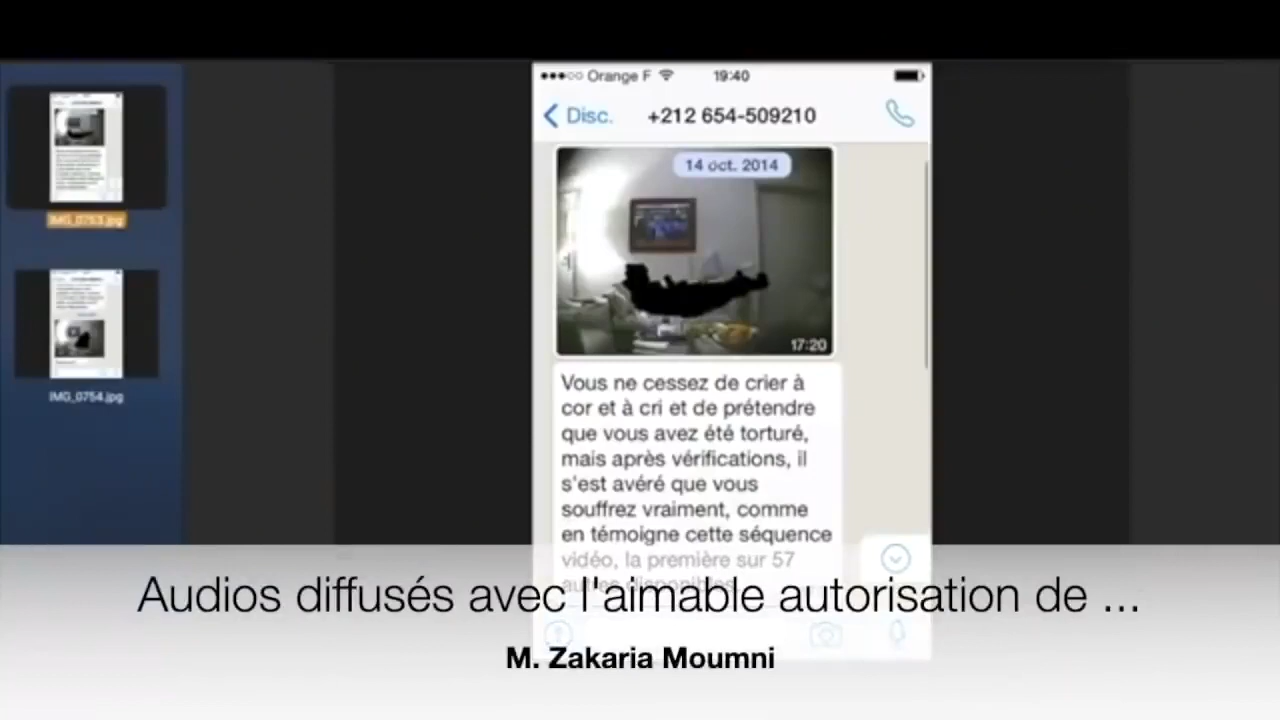 Orange F
19:40
Disc.
+212 654-509210
14 oct. 2014
17:20
IMG_0753.jpg
IMG_0754.jpg
Vous ne cessez de crier à
cor et à cri et de prétendre
que vous avez été torturé,
mais après vérifications, il
s'est avéré que vous
souffrez vraiment, comme
en témoigne cette séquence
vidéo, la première sur 57
autres disponibles.
Audios diffusés avec l'aimable autorisation de ...
M. Zakaria Moumni